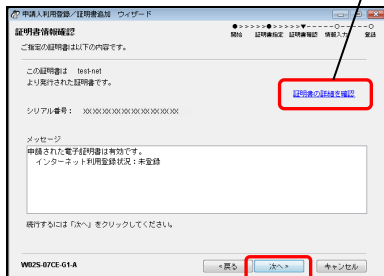 申請人利用登録／証明書追加　ウィザード
証明書情報確認
●>>>>>●>>>>>▼-----○-----○
開始 証明書指定 証明書確認 情報入力 登録
ご指定の証明書は以下の内容です。
この証明書は test-net
より発行された証明書です。
証明書の詳細を確認
シリアル番号： XXXXXXXXXXXXXXXXXXXX
メッセージ
申請された電子証明書は有効です。
インターネット利用登録状況：未登録
続行するには「次へ」をクリックしてください。
W02S-07CE-G1-A
<戻る 次へ> キャンセル